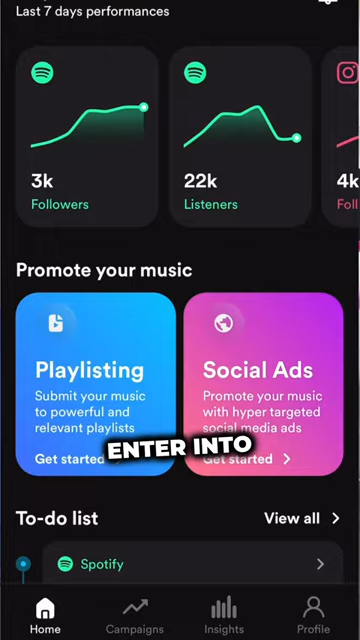 Last 7 days performances
3k
Followers
22k
Listeners
4k
Foll
Promote your music
Playlisting
Submit your music
to powerful and
relevant playlists
Get started
Social Ads
Promote your music
with hyper targeted
social media ads
Get started
ENTER INTO
To-do list
View all
Spotify
Home
Campaigns
Insights
Profile